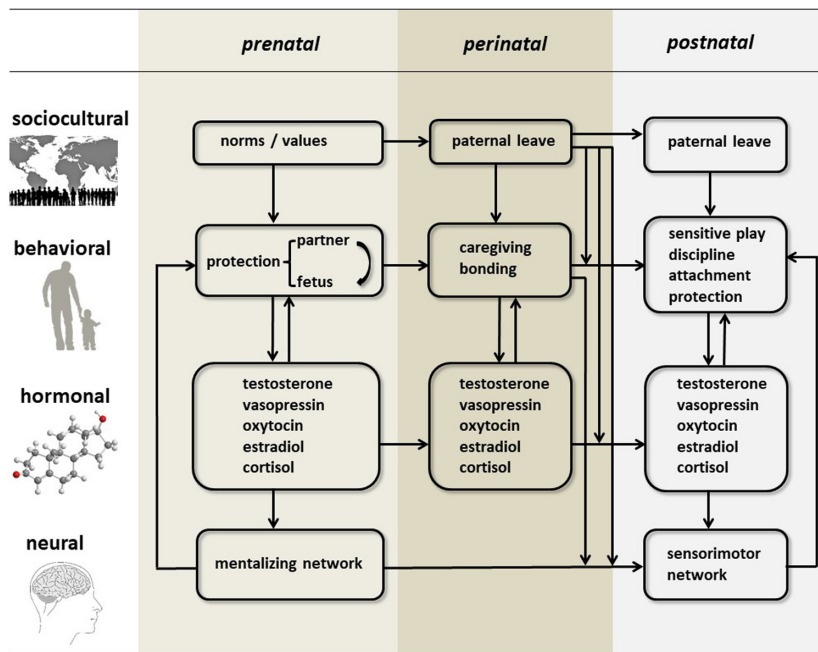 prenatal
perinatal
postnatal
sociocultural
norms / values
paternal leave
paternal leave
behavioral
protection
partner
fetus
caregiving
bonding
sensitive play
discipline
attachment
protection
hormonal
testosterone
vasopressin
oxytocin
estradiol
cortisol
testosterone
vasopressin
oxytocin
estradiol
cortisol
testosterone
vasopressin
oxytocin
estradiol
cortisol
neural
mentalizing network
sensorimotor
network